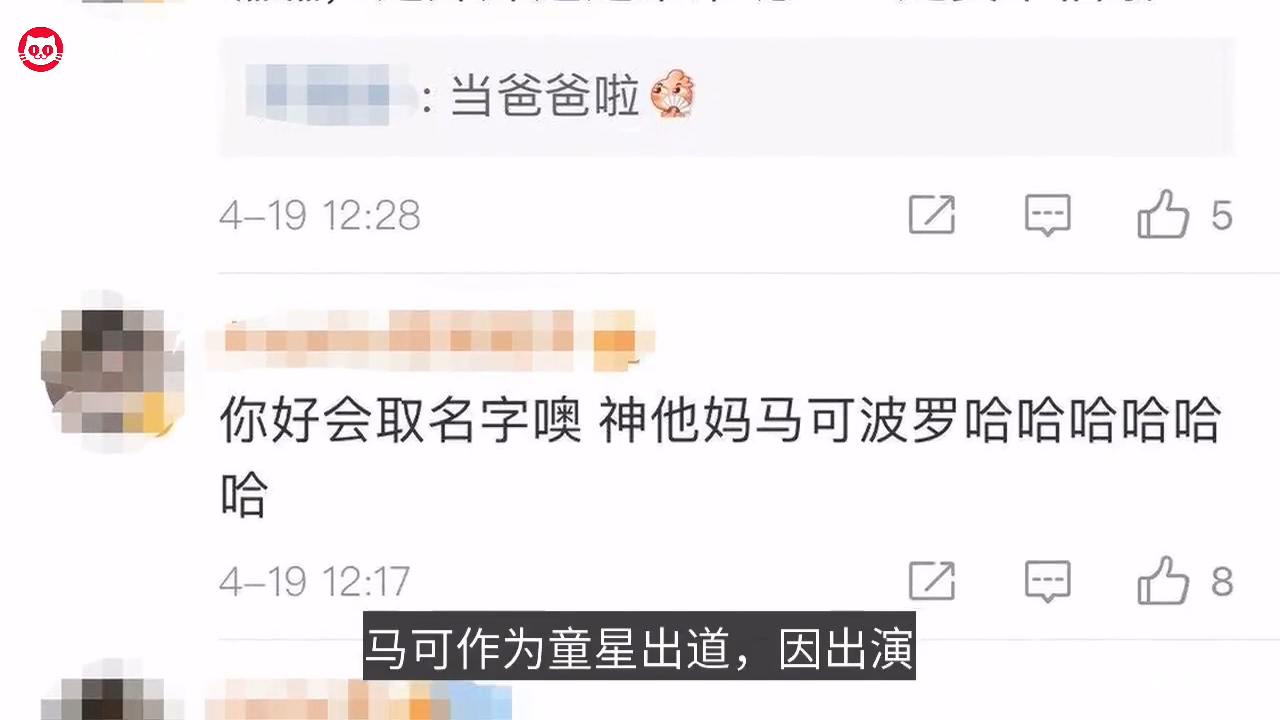 : 当爸爸啦
4-19 12:28
5
你好会取名字噢 神他妈马可波罗哈哈哈哈哈
哈
4-19 12:17
8
马可作为童星出道，因出演